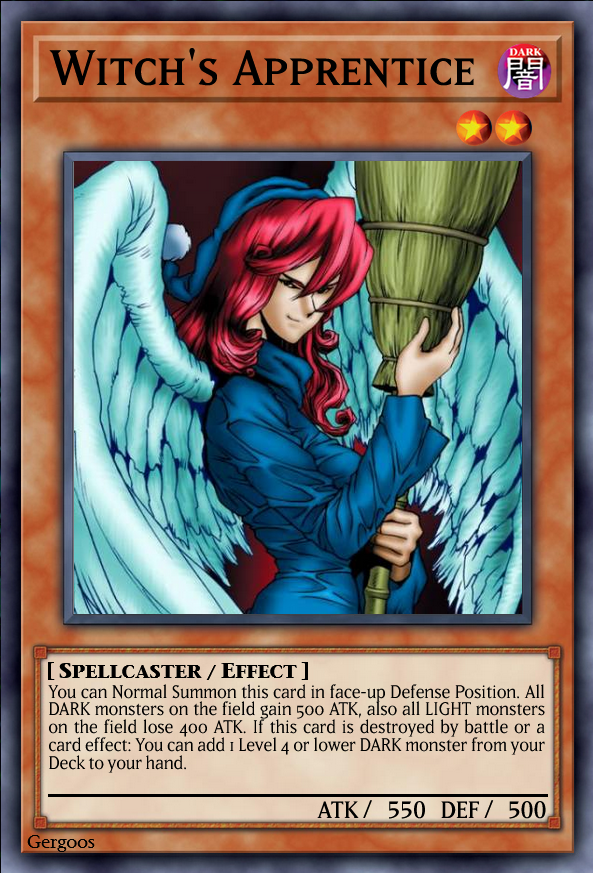 WITCH'S APPRENTICE
DARK
闇
[ SPELLCASTER / EFFECT ]
You can Normal Summon this card in face-up Defense Position. All
DARK monsters on the field gain 500 ATK, also all LIGHT monsters
on the field lose 400 ATK. If this card is destroyed by battle or a
card effect: You can add 1 Level 4 or lower DARK monster from your
Deck to your hand.
ATK / 550 DEF / 500
Gergoos